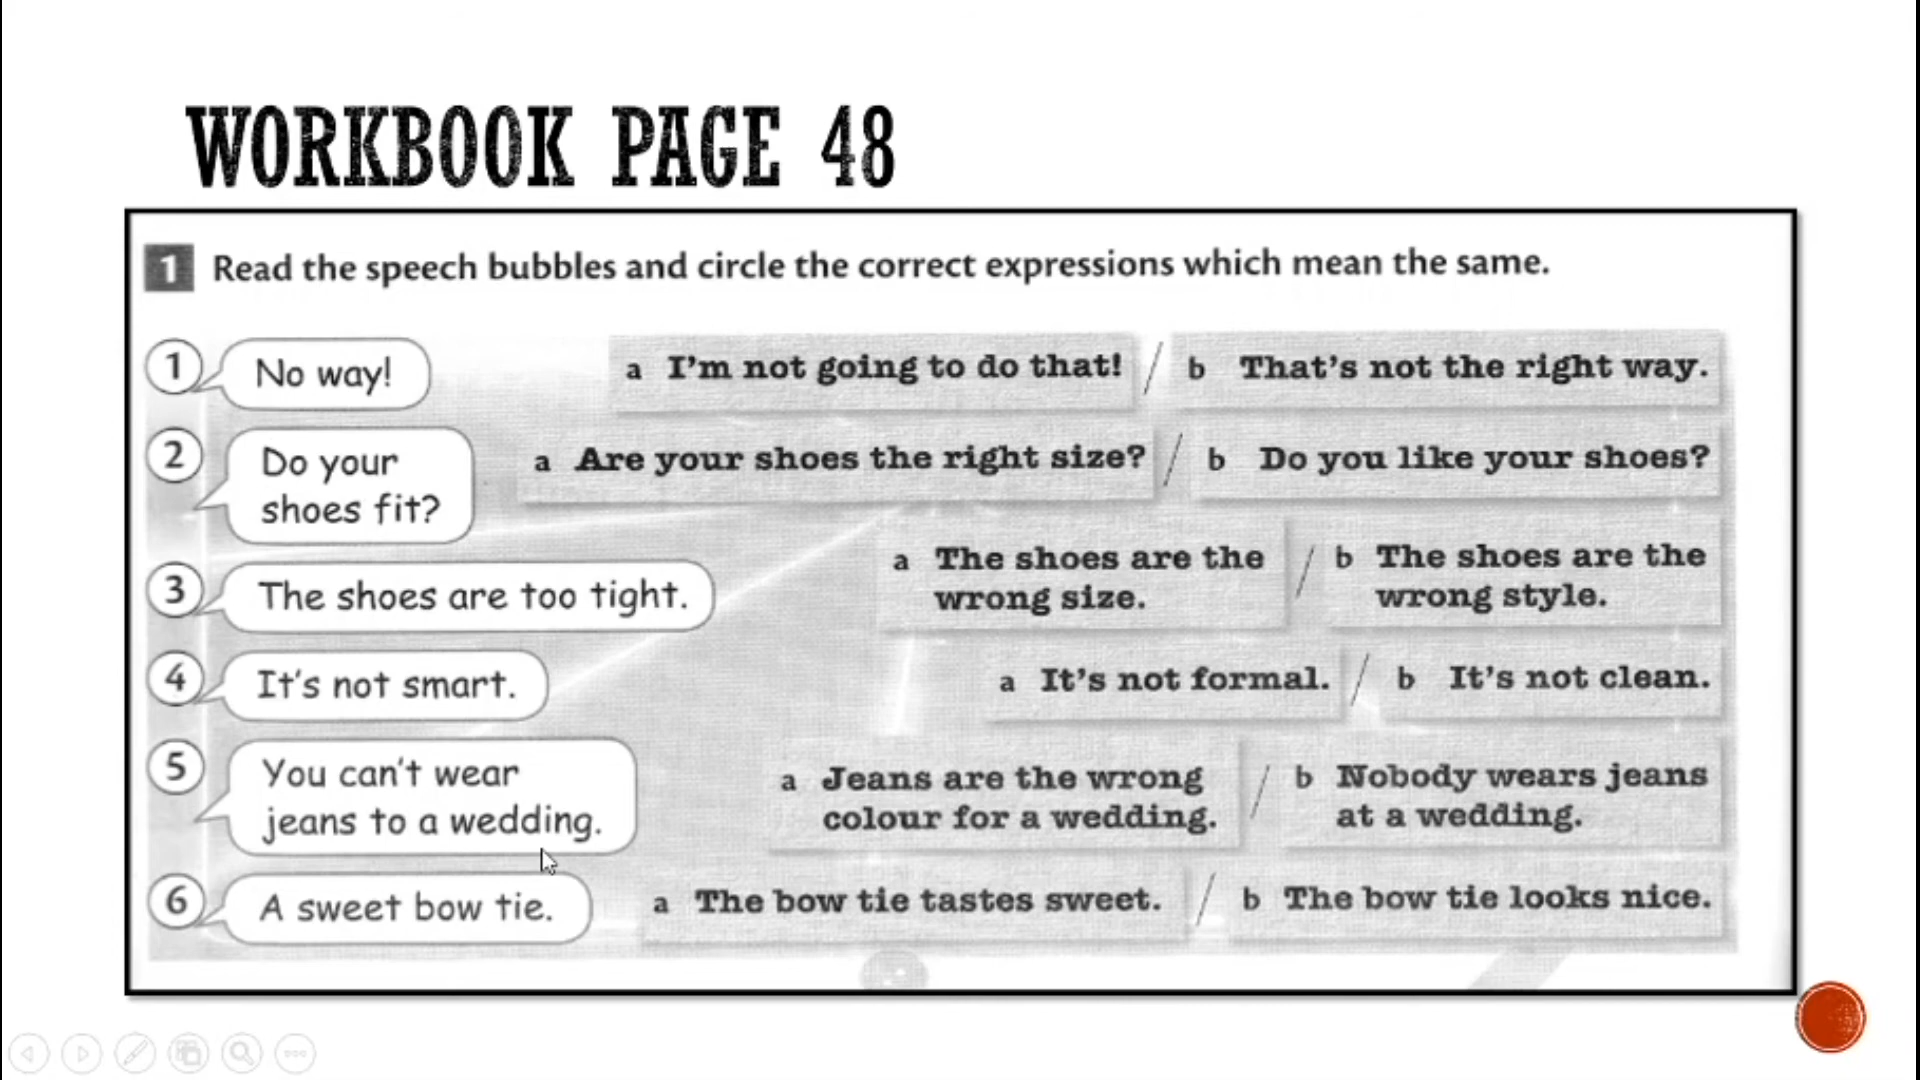 WORKBOOK PAGE 48
1 Read the speech bubbles and circle the correct expressions which mean the same.
1 No way! a I'm not going to do that! / b That's not the right way.
2 Do your shoes fit? a Are your shoes the right size? / b Do you like your shoes?
3 The shoes are too tight. a The shoes are the wrong size. / b The shoes are the wrong style.
4 It's not smart. a It's not formal. / b It's not clean.
5 You can't wear jeans to a wedding. a Jeans are the wrong colour for a wedding. / b Nobody wears jeans at a wedding.
6 A sweet bow tie. a The bow tie tastes sweet. / b The bow tie looks nice.